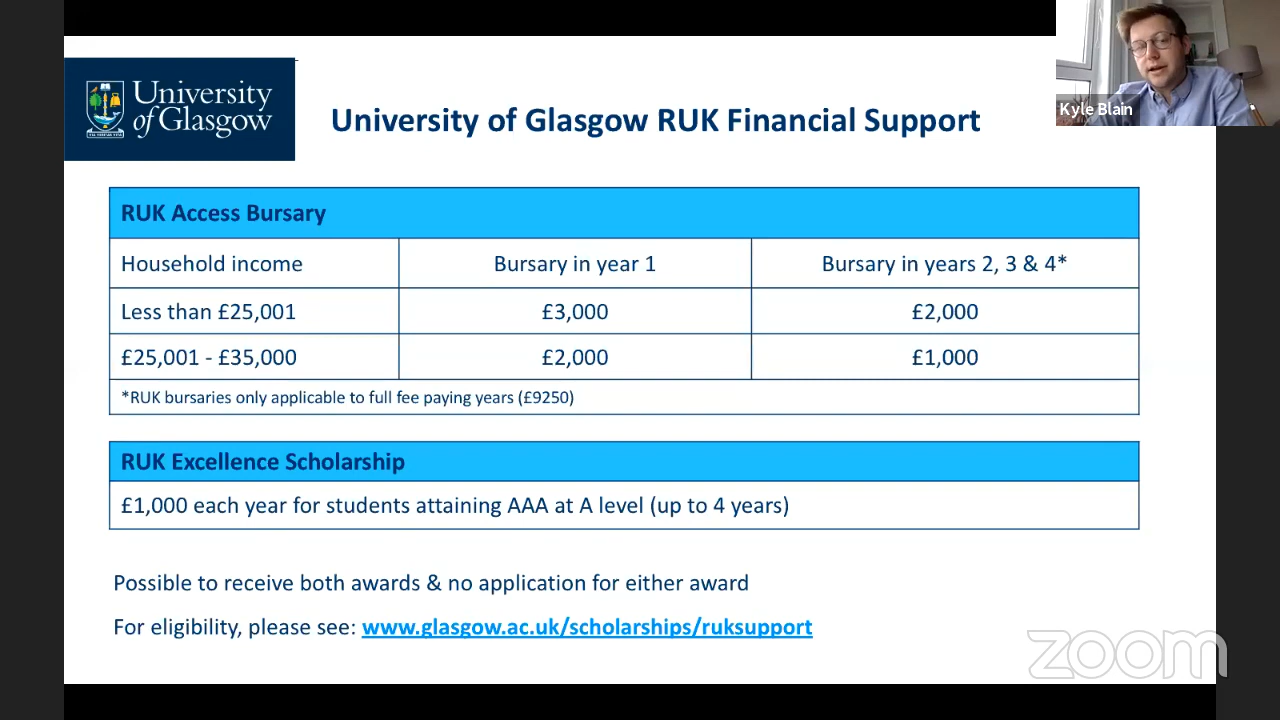 University
of Glasgow
University of Glasgow RUK Financial Support
Kyle Blain
RUK Access Bursary
Household income
Bursary in year 1
Bursary in years 2, 3 & 4*
Less than £25,001
£3,000
£2,000
£25,001 - £35,000
£2,000
£1,000
*RUK bursaries only applicable to full fee paying years (£9250)
RUK Excellence Scholarship
£1,000 each year for students attaining AAA at A level (up to 4 years)
Possible to receive both awards & no application for either award
For eligibility, please see: www.glasgow.ac.uk/scholarships/ruksupport
zoom